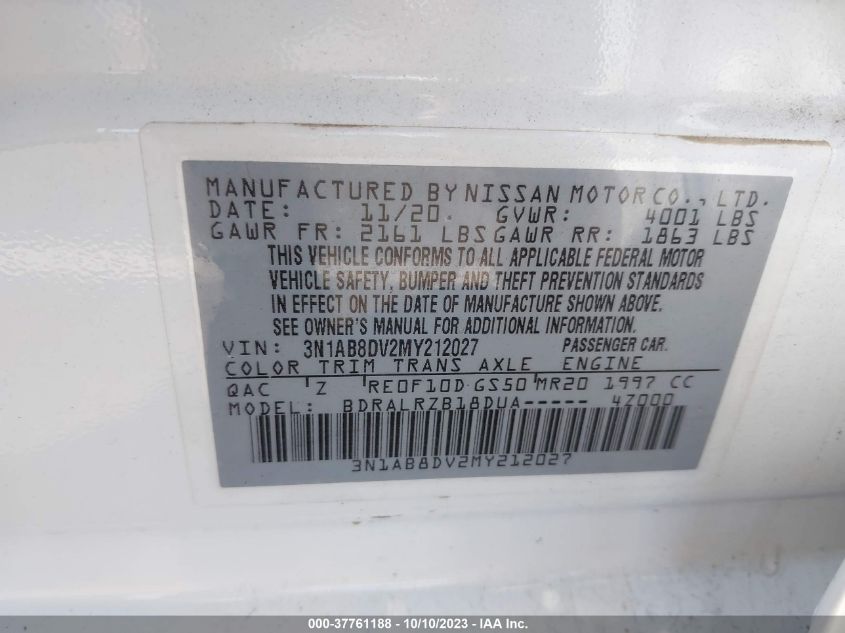 MANUFACTURED BY NISSAN MOTOR CO., LTD.
DATE: 11/20. GVWR: 4001 LBS
GAWR FR: 2161 LBS GAWR RR: 1863 LBS
THIS VEHICLE CONFORMS TO ALL APPLICABLE FEDERAL MOTOR
VEHICLE SAFETY, BUMPER AND THEFT PREVENTION STANDARDS
IN EFFECT ON THE DATE OF MANUFACTURE SHOWN ABOVE.
SEE OWNER'S MANUAL FOR ADDITIONAL INFORMATION.
VIN: 3N1AB8DV2MY212027 PASSENGER CAR.
COLOR TRIM TRANS AXLE ENGINE
QAC Z RE0F10D GS50 MR20 1997 CC
MODEL: BDRALRZB18DUA----- 4Z000
3N1AB8DV2MY212027
000-37761188 - 10/10/2023 - IAA Inc.